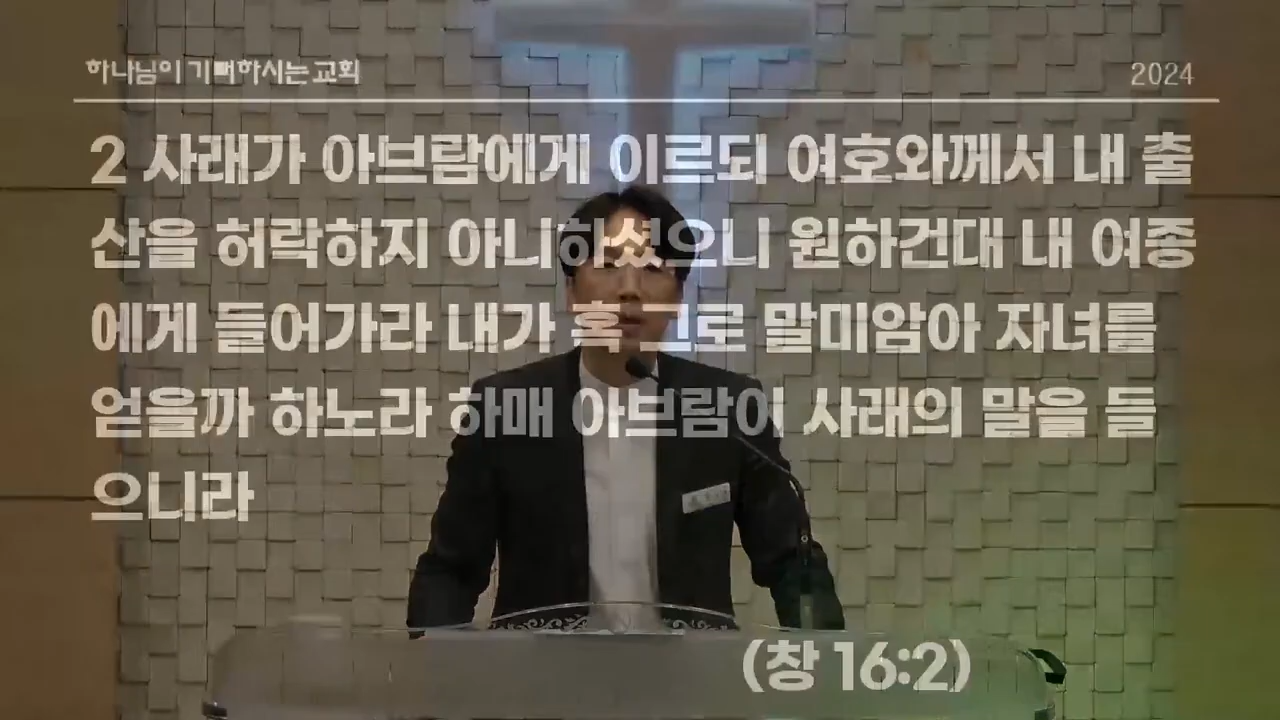 하나님이 기뻐하시는 교회
2024
2 사래가 아브람에게 이르되 여호와께서 내 출
산을 허락하지 아니하셨으니 원하건대 내 여종
에게 들어가라 내가 혹 그로 말미암아 자녀를
얻을까 하노라 하매 아브람이 사래의 말을 들
으니라
(창 16:2)